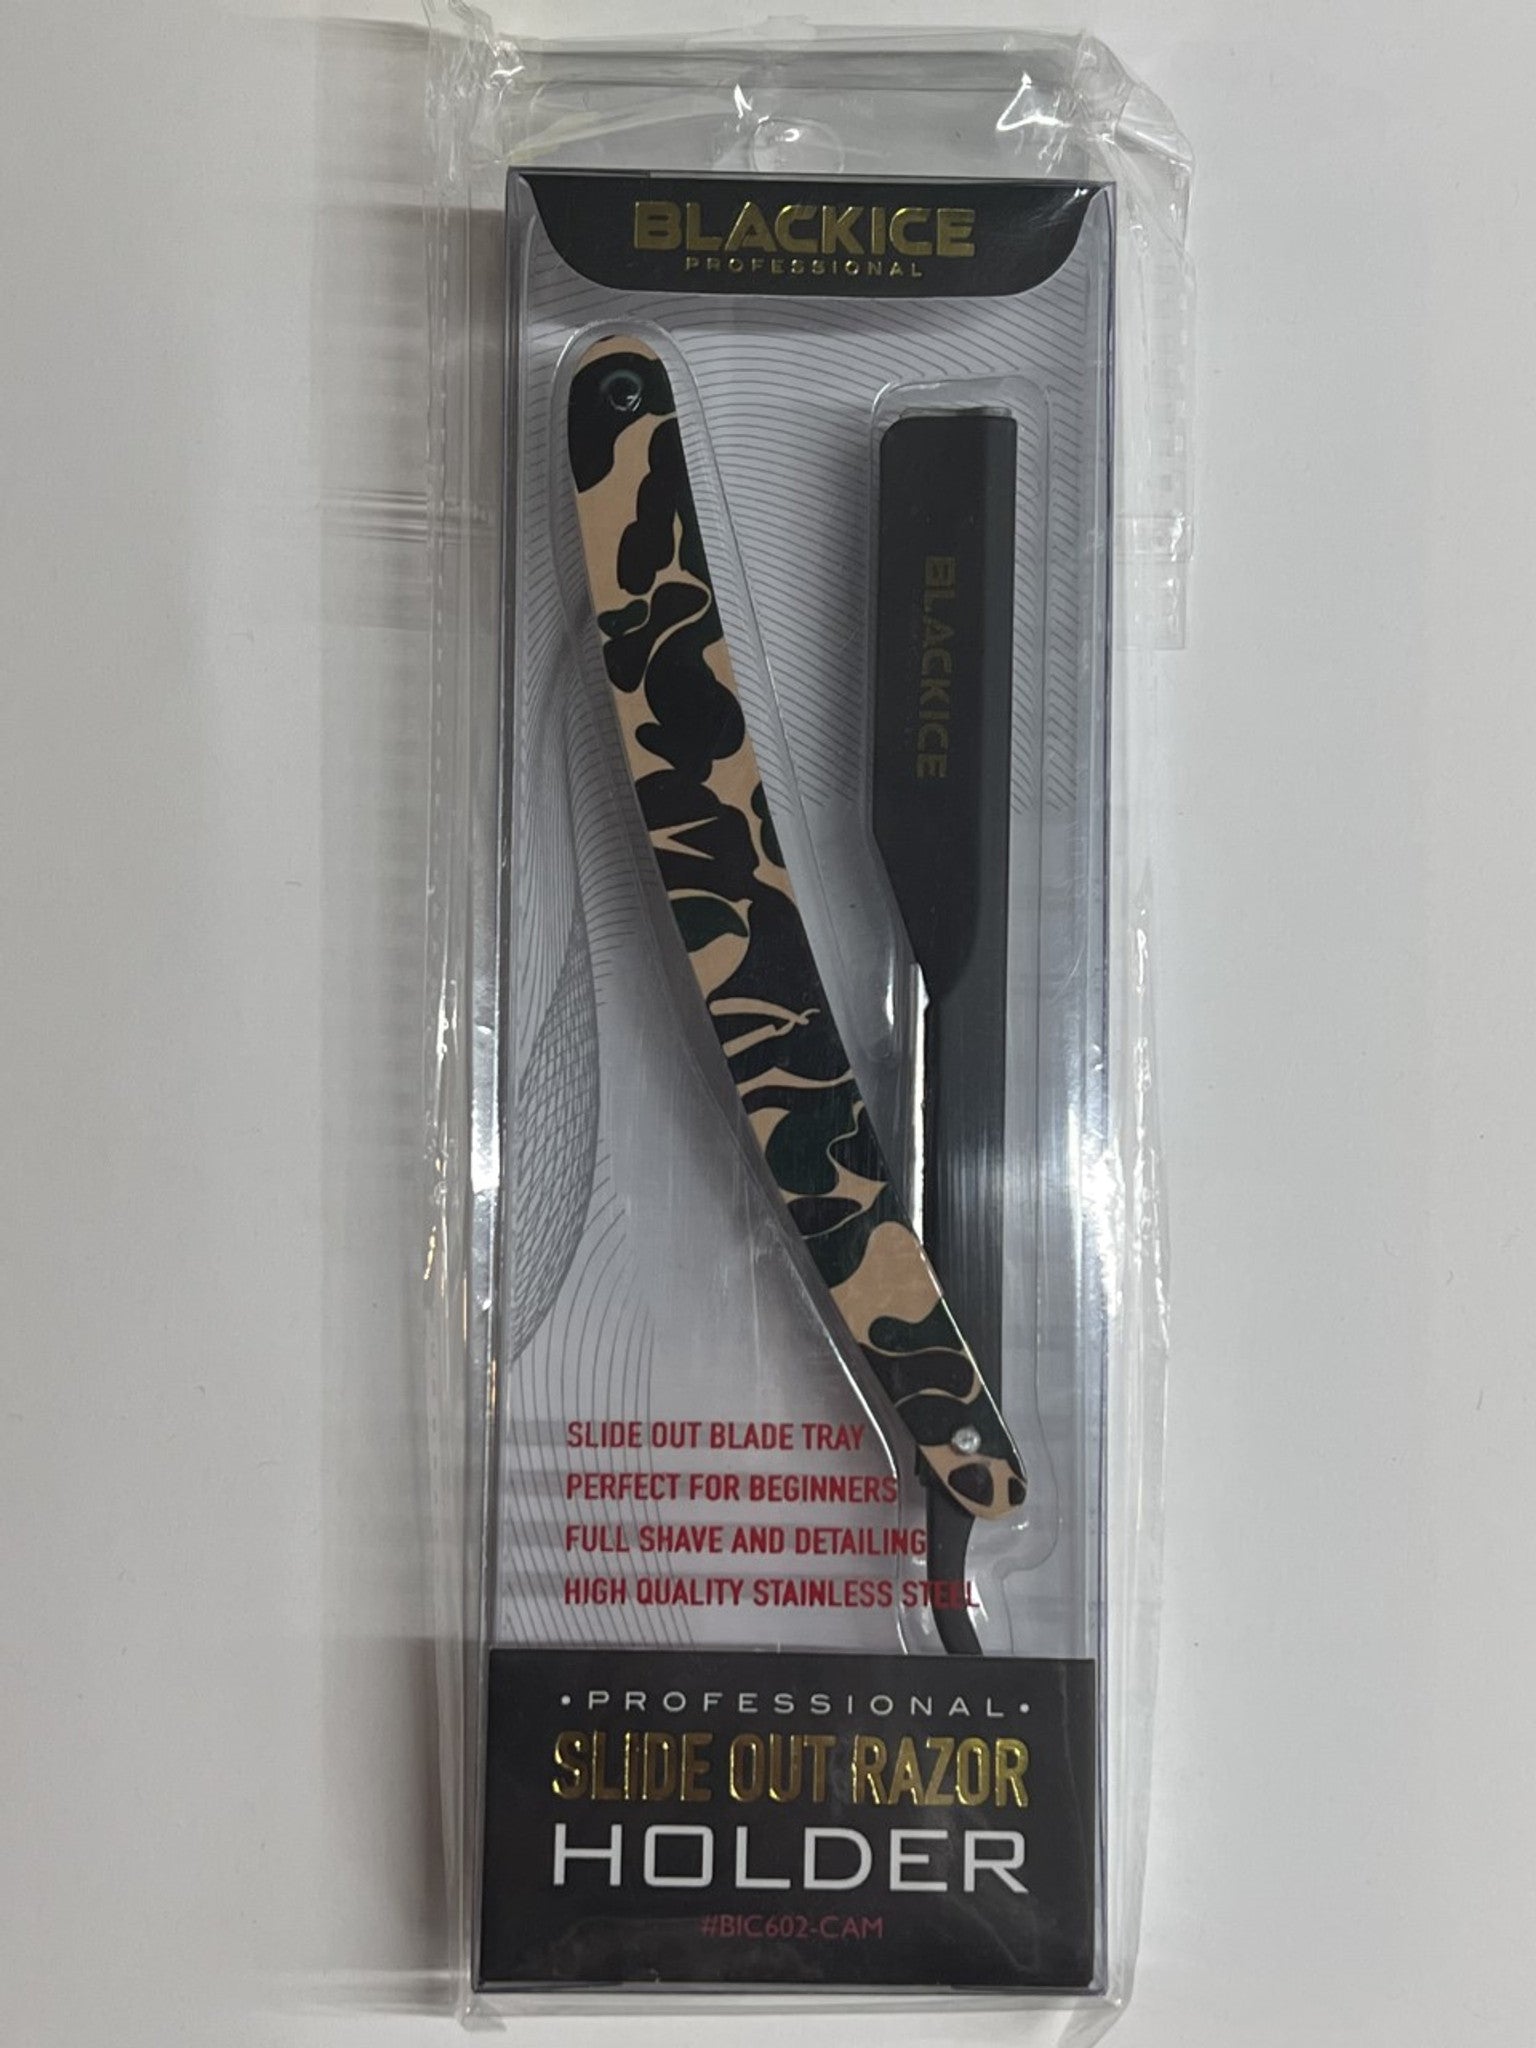 BLACKICE
PROFESSIONAL
BLACKICE
SLIDE OUT BLADE TRAY
PERFECT FOR BEGINNERS
FULL SHAVE AND DETAILING
HIGH QUALITY STAINLESS STEEL
•PROFESSIONAL•
SLIDE OUT RAZOR
HOLDER
#BIC602-CAM